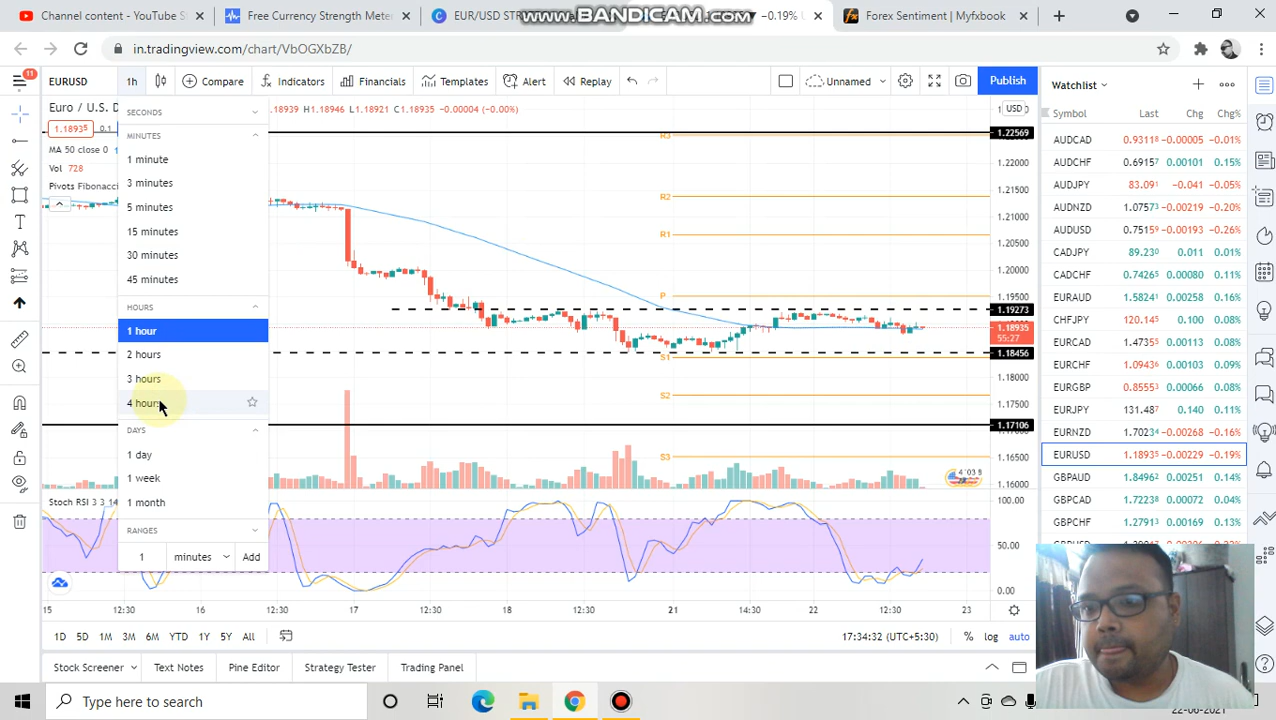 Currency Strength Meter
EUR/USD STR
WWW.BANDICAM.COM
−0.19% U
Forex Sentiment | Myfxbook
in.tradingview.com/chart/VbOGXbZE/
11
EURUSD
1h
Compare
Indicators
Financials
Templates
Alert
Replay
Unnamed
Publish
Watchlist
Euro / U.S. D
.18939 H1.18946 L1.18921 C1.18935 −0.00004 (−0.00%)
USD
1.18935
0.1
MA 50 close 0
Vol 728
Pivots Fibonacci
SECONDS
MINUTES
1 minute
3 minutes
5 minutes
15 minutes
30 minutes
45 minutes
HOURS
1 hour
2 hours
3 hours
4 hours
DAYS
1 day
1 week
1 month
RANGES
1 minutes Add
R3
R2
R1
P
S1
S2
S3
1.22569
1.22000
1.21500
1.21000
1.20500
1.20000
1.19500
1.19273
1.18935
55:27
1.18456
1.18000
1.17500
1.17106
1.16500
1.16000
Stoch RSI 3 3 14
100.00
50.00
0.00
15 12:30 16 12:30 17 12:30 18 12:30 21 14:30 22 12:30 23
1D 5D 1M 3M 6M YTD 1Y 5Y All
17:34:32 (UTC+5:30)
% log auto
Stock Screener
Text Notes
Pine Editor
Strategy Tester
Trading Panel
Symbol Last Chg Chg%
AUDCAD 0.93118 −0.00005 −0.01%
AUDCHF 0.69157 0.00101 0.15%
AUDJPY 83.091 −0.041 −0.05%
AUDNZD 1.07573 −0.00219 −0.20%
AUDUSD 0.75159 −0.00193 −0.26%
CADJPY 89.230 0.011 0.01%
CADCHF 0.74265 0.00080 0.11%
EURAUD 1.58241 0.00258 0.16%
CHFJPY 120.145 0.100 0.08%
EURCAD 1.47355 0.00113 0.08%
EURCHF 1.09436 0.00103 0.09%
EURGBP 0.85553 0.00066 0.08%
EURJPY 131.487 0.140 0.11%
EURNZD 1.70234 −0.00268 −0.16%
EURUSD 1.18935 −0.00229 −0.19%
GBPAUD 1.84962 0.00251 0.14%
GBPCAD 1.72238 0.00072 0.04%
GBPCHF 1.27913 0.00169 0.13%
Type here to search
22-06-2021